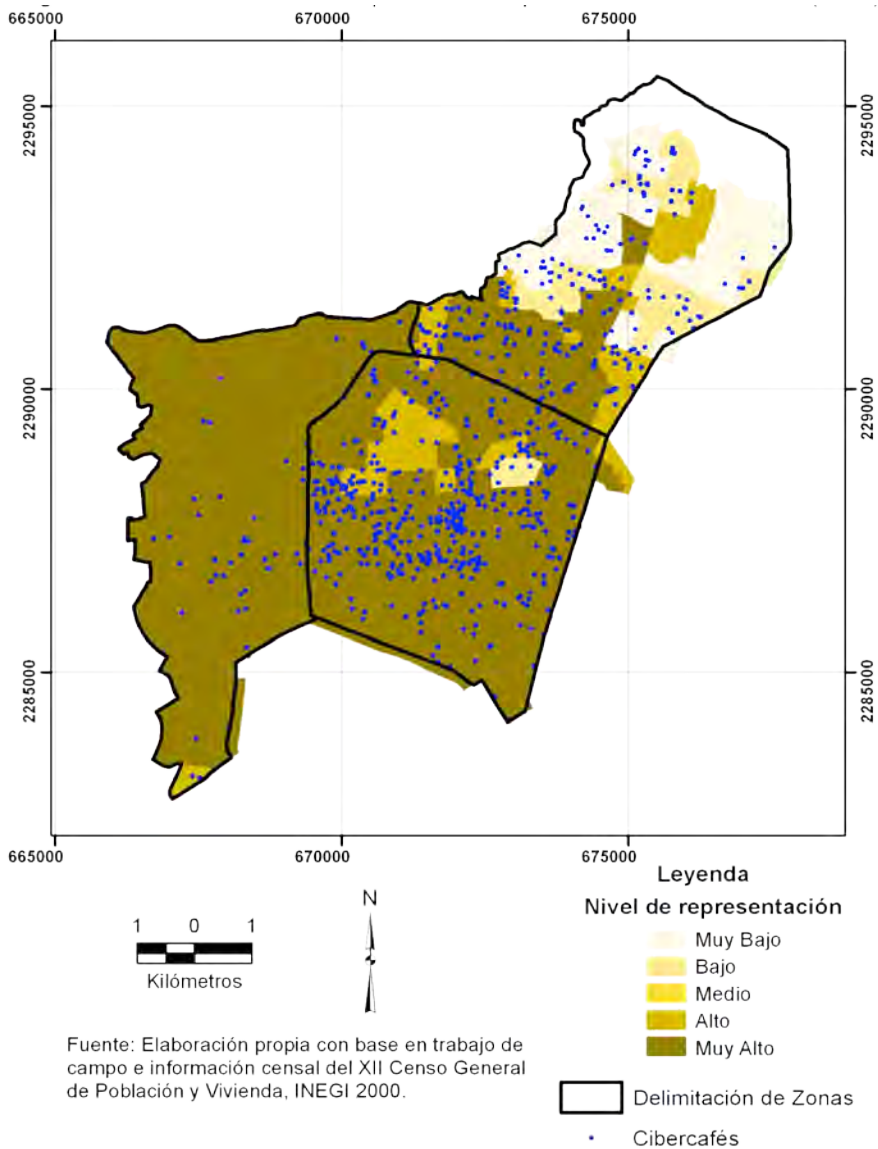 665000 670000 675000
2295000 2295000
2290000 2290000
2285000 2285000
665000 670000 675000
Leyenda
Nivel de representación
Muy Bajo
Bajo
Medio
Alto
Muy Alto
Delimitación de Zonas
Cibercafés
N
1 0 1
Kilómetros
Fuente: Elaboración propia con base en trabajo de
campo e información censal del XII Censo General
de Población y Vivienda, INEGI 2000.